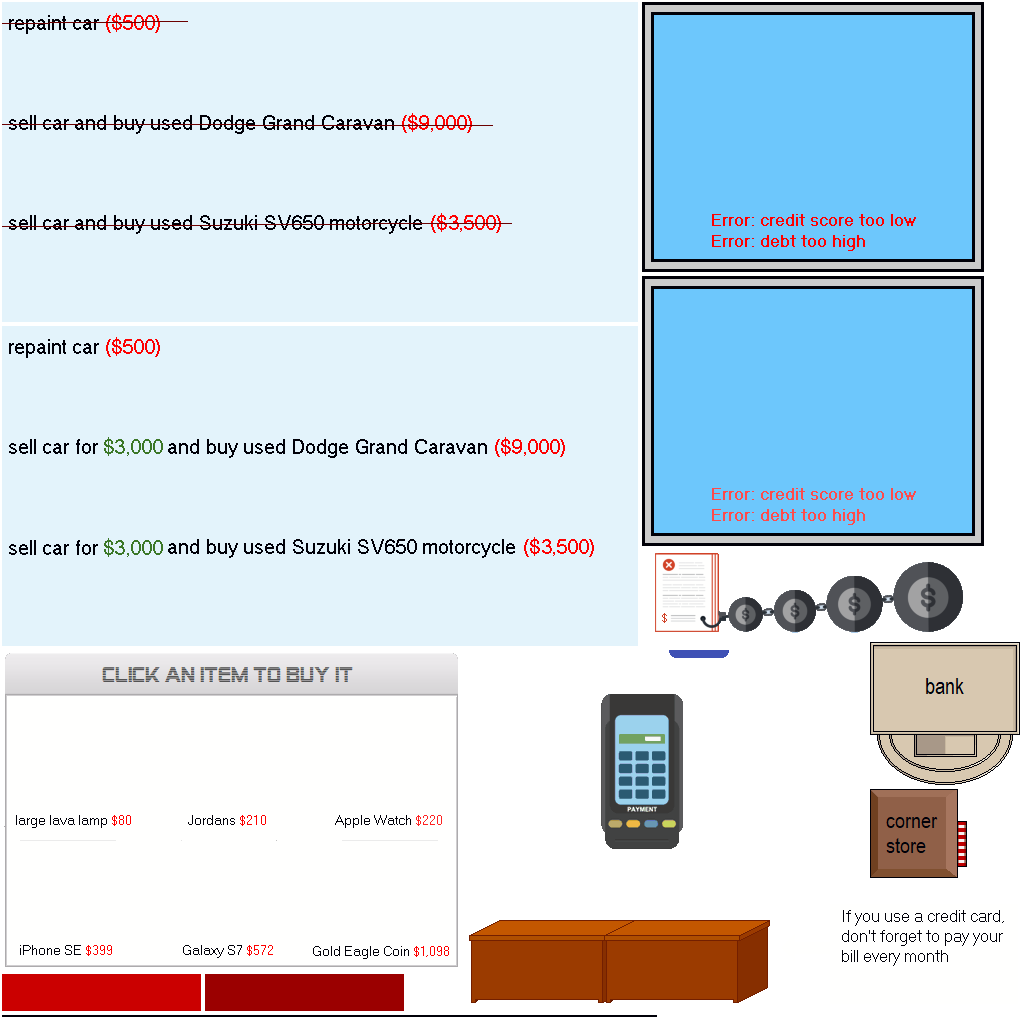 repaint car ($500)
sell car and buy used Dodge Grand Caravan ($9,000)
sell car and buy used Suzuki SV650 motorcycle ($3,500)
Error: credit score too low
Error: debt too high
repaint car ($500)
sell car for $3,000 and buy used Dodge Grand Caravan ($9,000)
sell car for $3,000 and buy used Suzuki SV650 motorcycle ($3,500)
Error: credit score too low
Error: debt too high
$
$ $ $ $
CLICK AN ITEM TO BUY IT
large lava lamp $80
Jordans $210
Apple Watch $220
iPhone SE $399
Galaxy S7 $572
Gold Eagle Coin $1,098
PAYMENT
bank
corner
store
If you use a credit card,
don't forget to pay your
bill every month